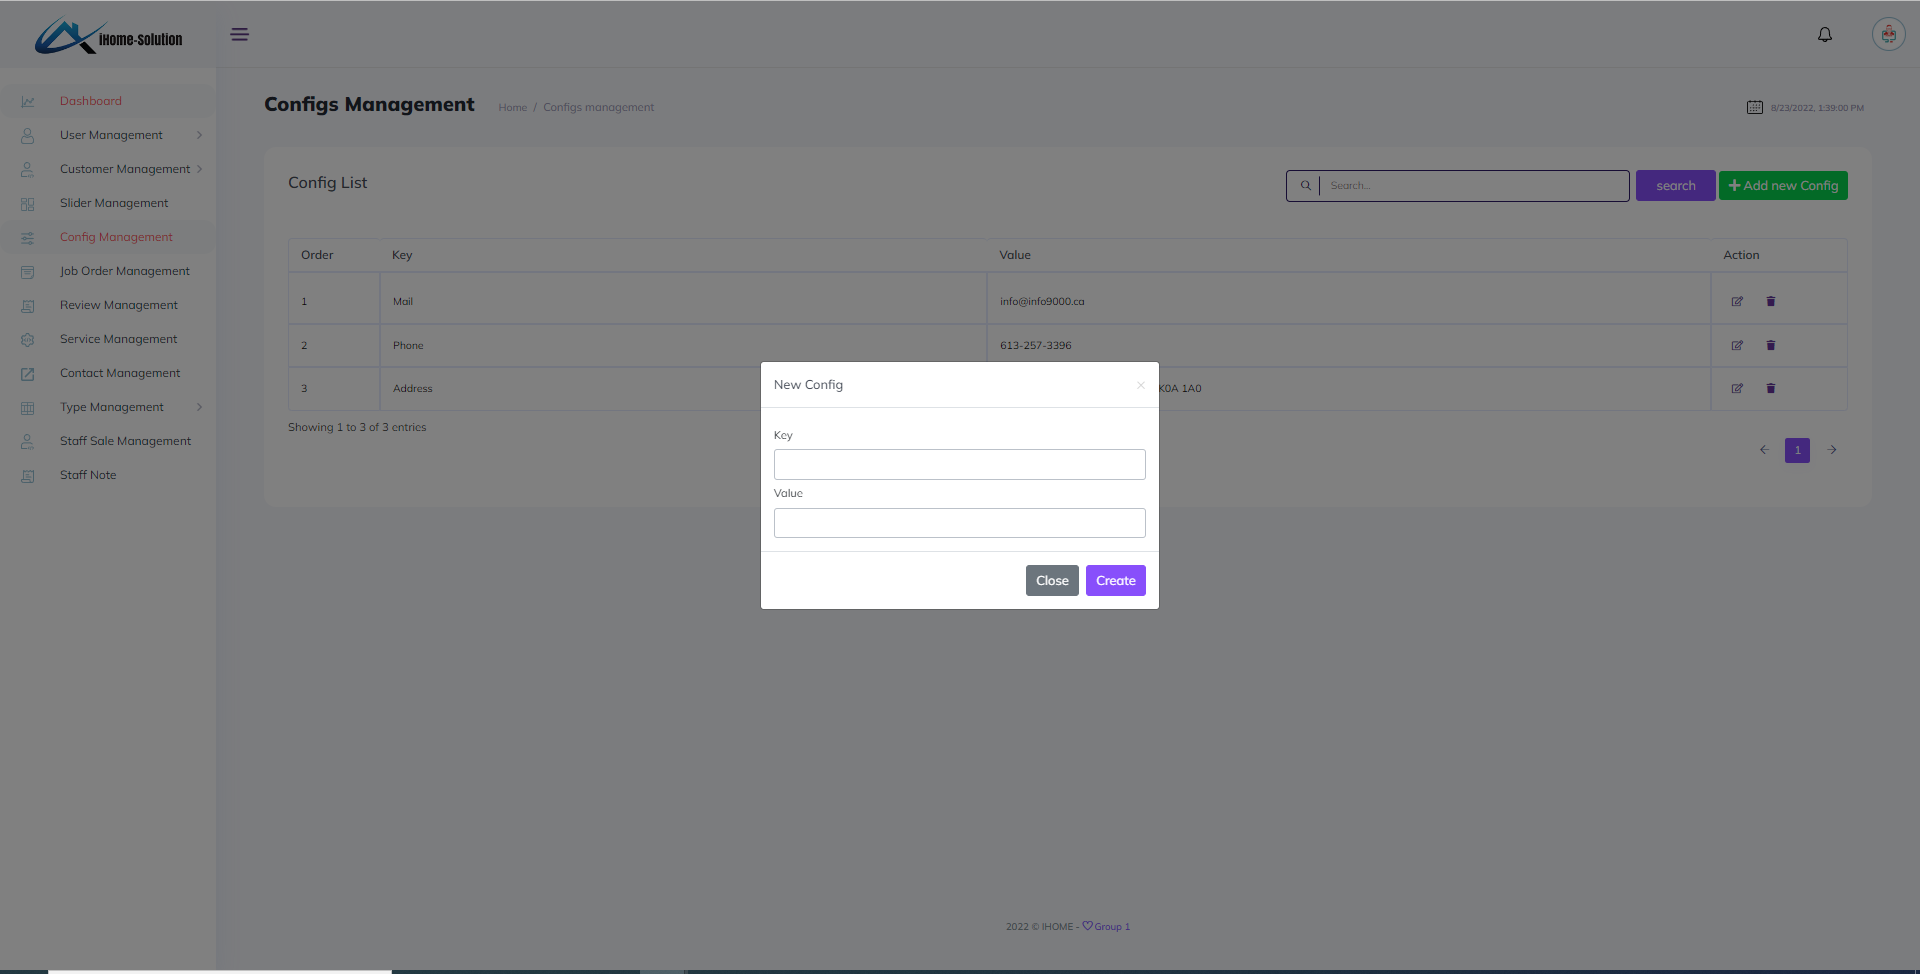 iHome-Solution
Dashboard
User Management
Customer Management
Slider Management
Config Management
Job Order Management
Review Management
Service Management
Contact Management
Type Management
Staff Sale Management
Staff Note
Configs Management
Home / Configs management
8/23/2022, 1:39:00 PM
Config List
Search...
search
Add new Config
Order Key Value Action
1 Mail info@info9000.ca
2 Phone 613-257-3396
3 Address K0A 1A0
Showing 1 to 3 of 3 entries
1
New Config
×
Key
Value
Close Create
2022 © IHOME - Group 1